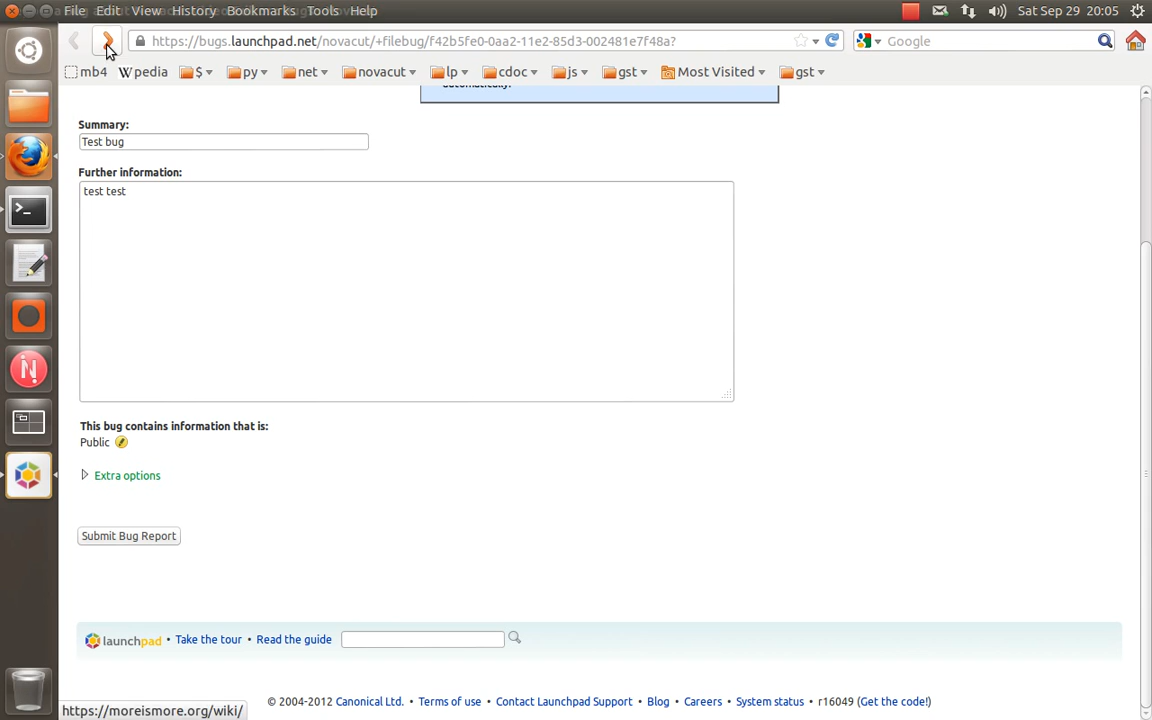 File Edit View History Bookmarks Tools Help Sat Sep 29 20:05
https://bugs.launchpad.net/novacut/+filebug/f42b5fe0-0aa2-11e2-85d3-002481e7f48a? Google
mb4 Wpedia $ py net novacut lp cdoc js gst Most Visited gst
automatically.
Summary:
Test bug
Further information:
test test
This bug contains information that is:
Public
Extra options
Submit Bug Report
launchpad • Take the tour • Read the guide
© 2004-2012 Canonical Ltd. • Terms of use • Contact Launchpad Support • Blog • Careers • System status • r16049 (Get the code!)
https://moreismore.org/wiki/